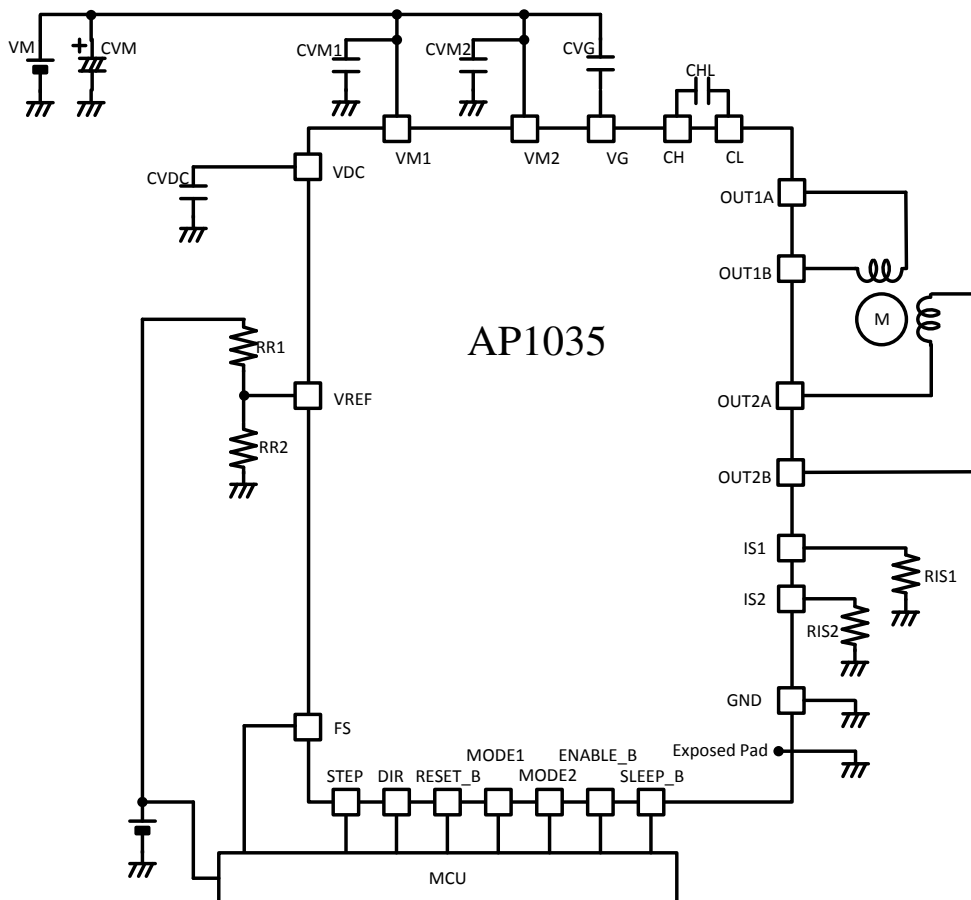 VM
+
CVM
CVM1
CVM2
CVG
CHL
VM1
VM2
VG
CH
CL
VDC
CVDC
OUT1A
OUT1B
M
AP1035
RR1
VREF
RR2
OUT2A
OUT2B
IS1
RIS1
IS2
RIS2
GND
FS
Exposed Pad
MODE1
ENABLE_B
STEP
DIR
RESET_B
MODE2
SLEEP_B
MCU